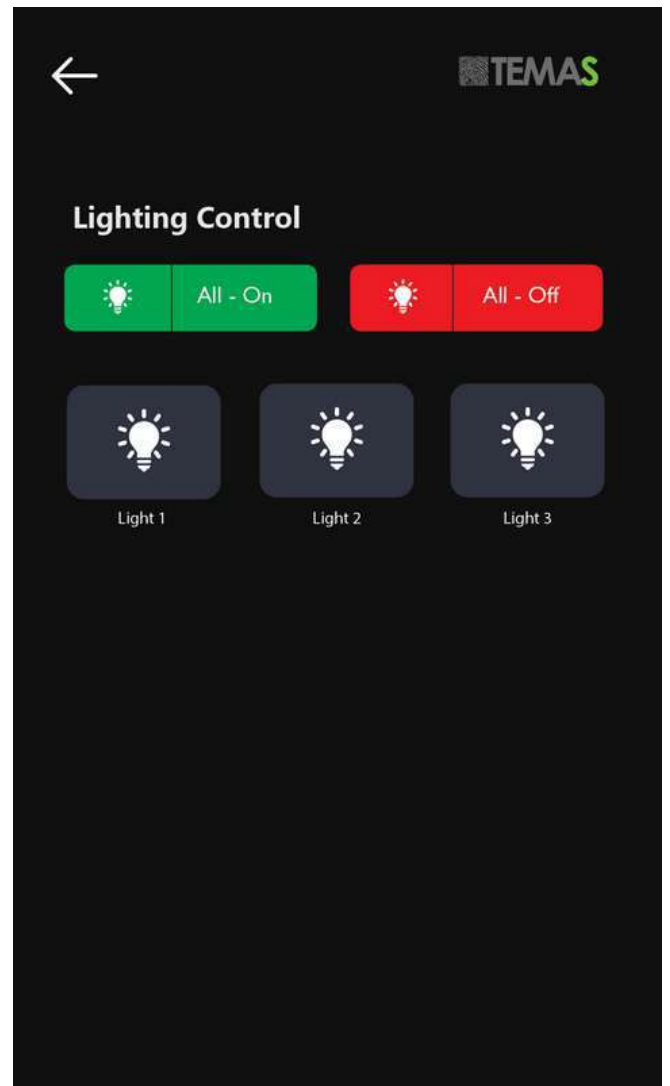 TEMAS
Lighting Control
All - On
All - Off
Light 1
Light 2
Light 3